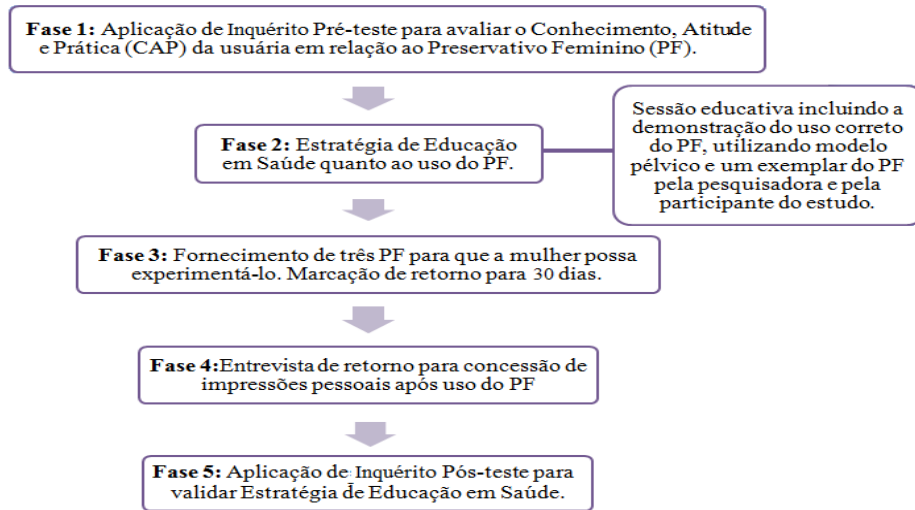 Fase 1: Aplicação de Inquérito Pré-teste para avaliar o Conhecimento, Atitude
e Prática (CAP) da usuária em relação ao Preservativo Feminino (PF).
Fase 2: Estratégia de Educação
em Saúde quanto ao uso do PF.
Sessão educativa incluindo a
demonstração do uso correto
do PF, utilizando modelo
pélvico e um exemplar do PF
pela pesquisadora e pela
participante do estudo.
Fase 3: Fornecimento de três PF para que a mulher possa
experimentá-lo. Marcação de retorno para 30 dias.
Fase 4:Entrevista de retorno para concessão de
impressões pessoais após uso do PF
Fase 5: Aplicação de Inquérito Pós-teste para
validar Estratégia de Educação em Saúde.